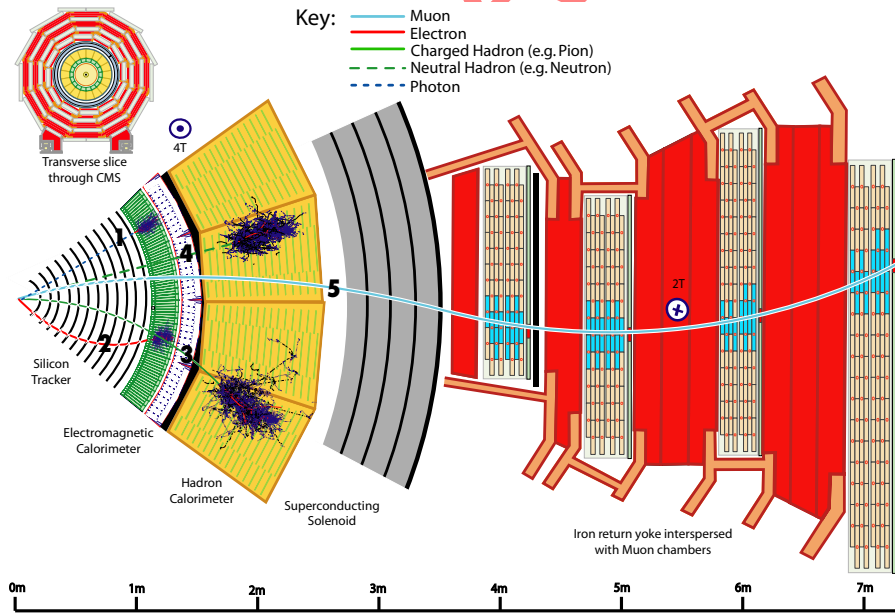 Key:
Muon
Electron
Charged Hadron (e.g. Pion)
Neutral Hadron (e.g. Neutron)
Photon
Transverse slice
through CMS
4T
1
4
5
2T
2
3
Silicon
Tracker
Electromagnetic
Calorimeter
Hadron
Calorimeter
Superconducting
Solenoid
Iron return yoke interspersed
with Muon chambers
0m 1m 2m 3m 4m 5m 6m 7m